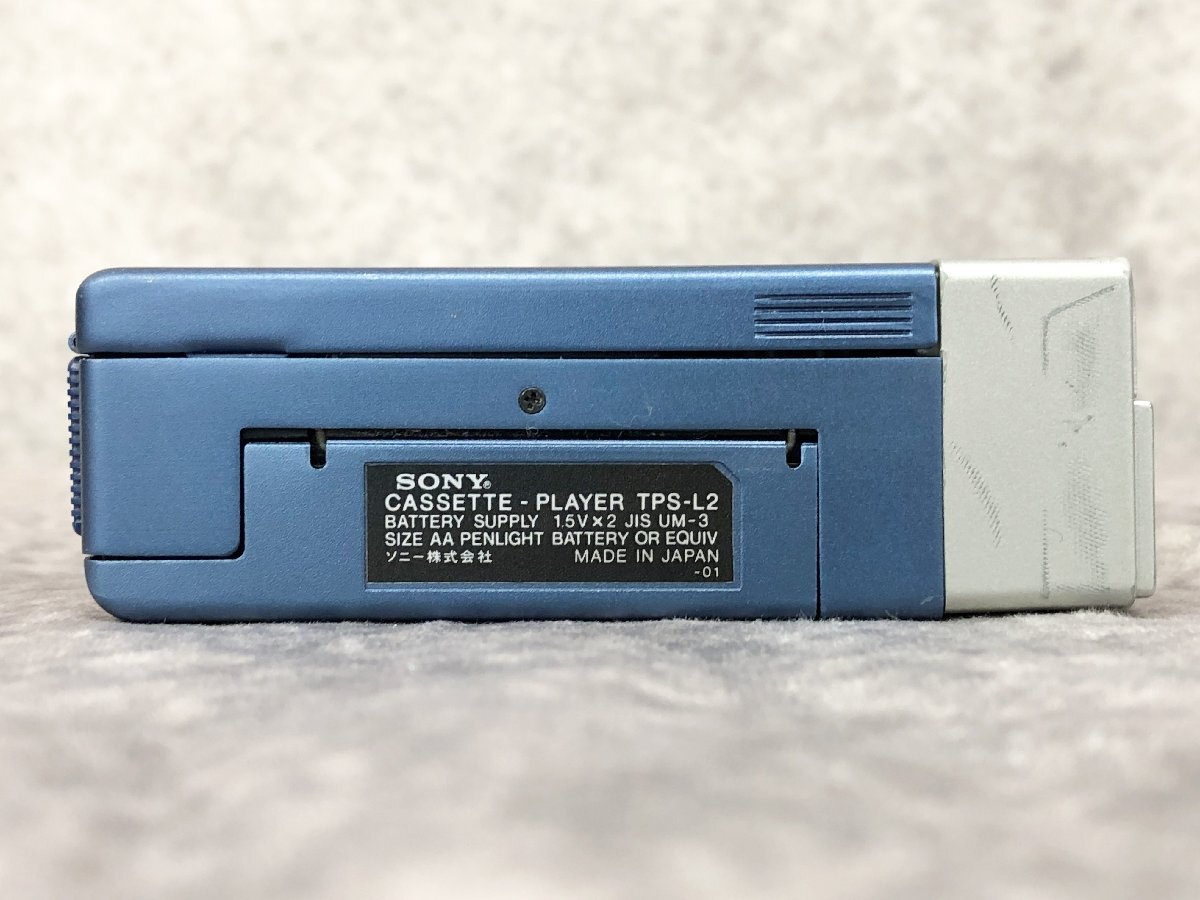 SONY®
CASSETTE - PLAYER TPS-L2
BATTERY SUPPLY 1.5V×2 JIS UM-3
SIZE AA PENLIGHT BATTERY OR EQUIV
ソニー株式会社 MADE IN JAPAN
-01